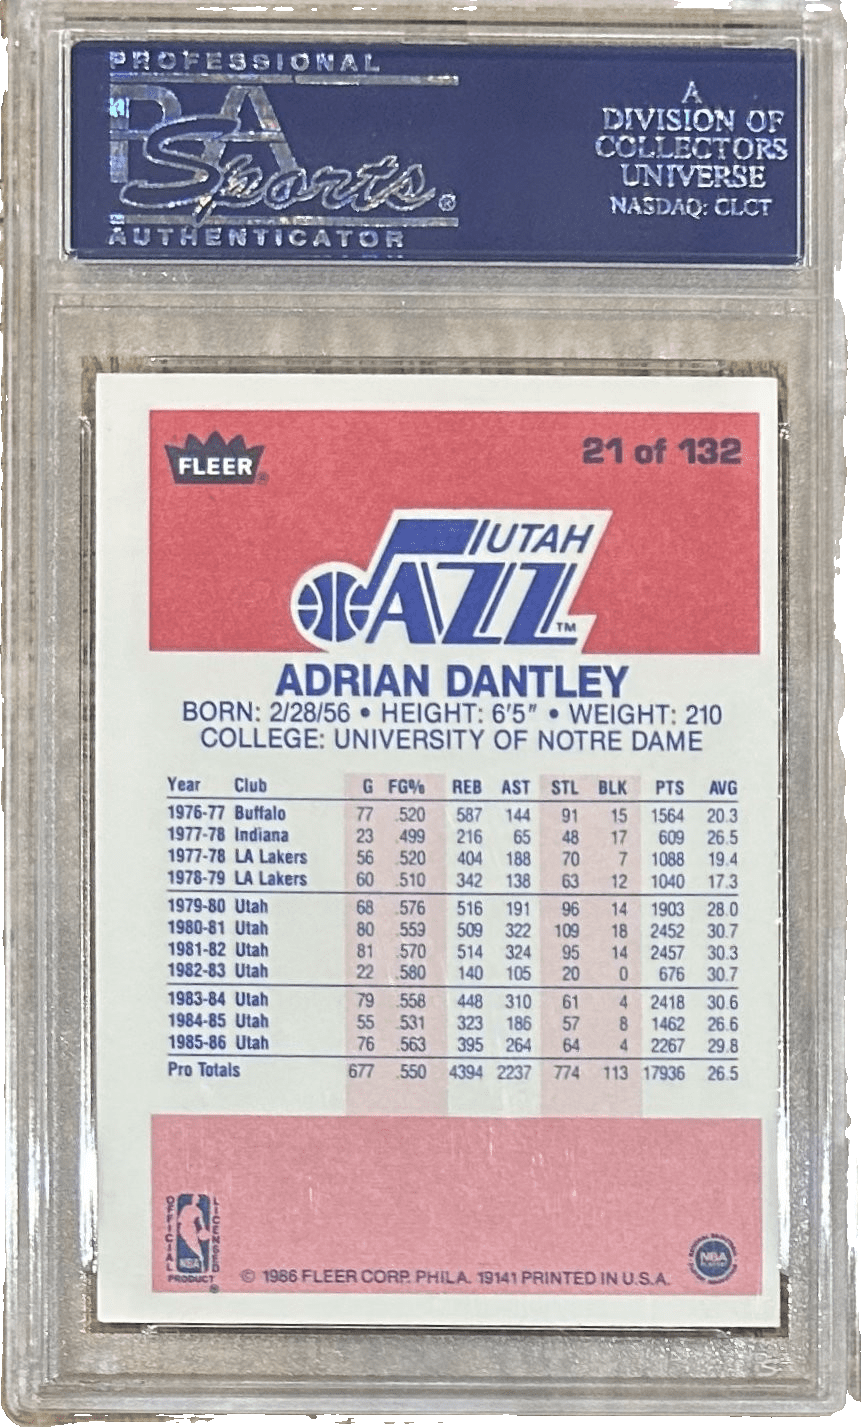 PROFESSIONAL
PSA
Sports®
AUTHENTICATOR
A
DIVISION OF
COLLECTORS
UNIVERSE
NASDAQ: CLCT
FLEER®
21 of 132
UTAH
JAZZ™
ADRIAN DANTLEY
BORN: 2/28/56 • HEIGHT: 6'5" • WEIGHT: 210
COLLEGE: UNIVERSITY OF NOTRE DAME
Year Club G FG% REB AST STL BLK PTS AVG
1976-77 Buffalo 77 .520 587 144 91 15 1564 20.3
1977-78 Indiana 23 .499 216 65 48 17 609 26.5
1977-78 LA Lakers 56 .520 404 188 70 7 1088 19.4
1978-79 LA Lakers 60 .510 342 138 63 12 1040 17.3
1979-80 Utah 68 .576 516 191 96 14 1903 28.0
1980-81 Utah 80 .559 509 322 109 18 2452 30.7
1981-82 Utah 81 .570 514 324 95 14 2457 30.3
1982-83 Utah 22 .580 140 105 20 0 676 30.7
1983-84 Utah 79 .558 448 310 61 4 2418 30.6
1984-85 Utah 55 .531 323 186 57 8 1462 26.6
1985-86 Utah 76 .563 395 264 64 4 2267 29.8
Pro Totals 677 .550 4394 2237 774 113 17936 26.5
OFFICIAL
LICENSED
NBA
PRODUCT®
© 1986 FLEER CORP. PHILA. 19141 PRINTED IN U.S.A.
NBA